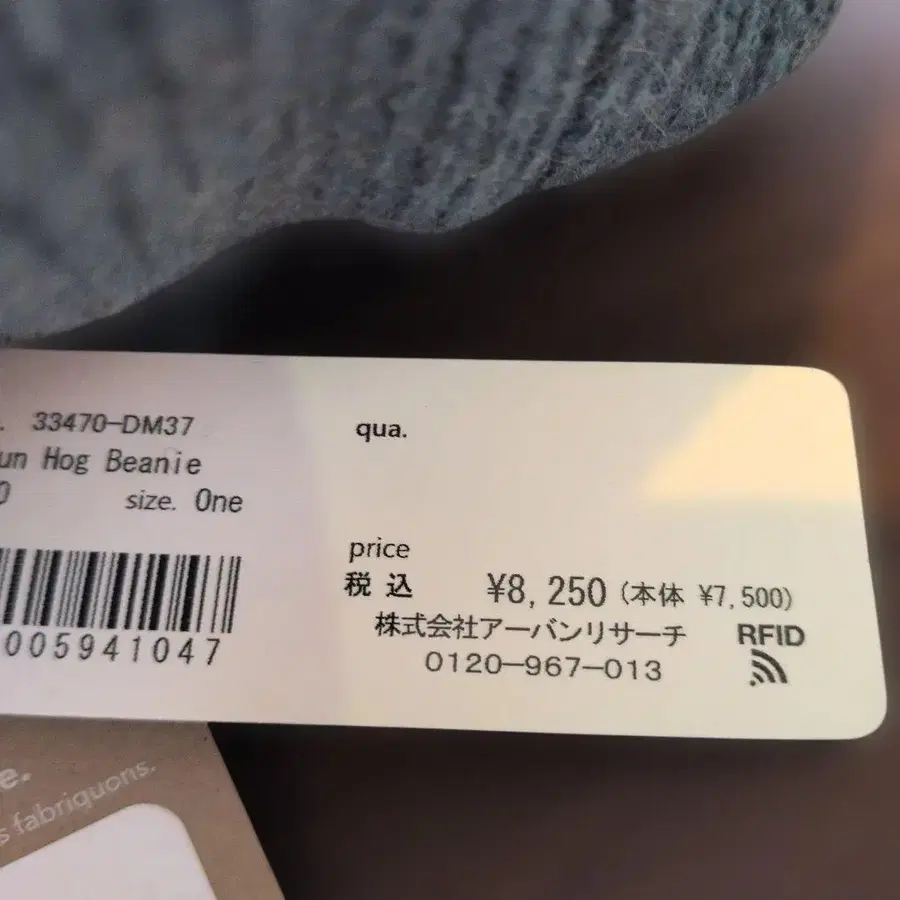 33470-DM37
un Hog Beanie
0 size. One
005941047
qua.
price
税込 ¥8,250 (本体 ¥7,500)
株式会社アーバンリサーチ
0120-967-013
RFID
e.
s fabriquons.